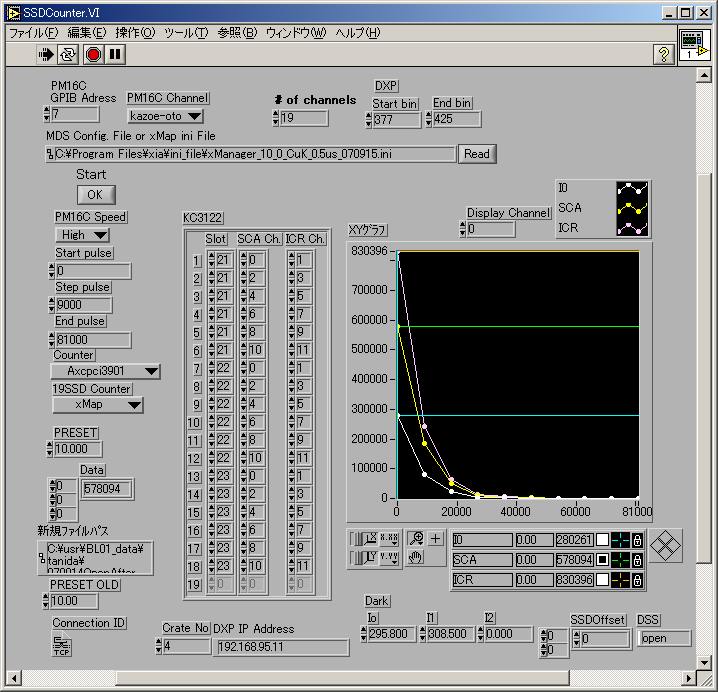 SSDCounter.VI
ファイル(F) 編集(E) 操作(O) ツール(T) 参照(B) ウィンドウ(W) ヘルプ(H)
? 1
PM16C
GPIB Adress
7
PM16C Channel
kazoe-oto
# of channels
19
DXP
Start bin End bin
377 425
MDS Config. File or xMap ini File
C:¥Program Files¥xia¥ini_file¥xManager_10_0_CuK_0.5us_070915.ini Read
Start
OK
PM16C Speed
High
Start pulse
0
Step pulse
9000
End pulse
81000
Counter
Axcpci3901
19SSD Counter
xMap
PRESET
10.000
Data
0 578094
0
0
新規ファイルパス
C:¥usr¥BL01_data¥
tanida¥
PRESET OLD
10.00
Connection ID
TCP
KC3122
Slot SCA Ch. ICR Ch.
1 21 0 1
2 21 2 3
3 21 4 5
4 21 6 7
5 21 8 9
6 21 10 11
7 22 0 1
8 22 2 3
9 22 4 5
10 22 6 7
11 22 8 9
12 22 10 11
13 23 0 1
14 23 2 3
15 23 4 5
16 23 6 7
17 23 8 9
18 23 10 11
19 0 0 0
Crate No
4
DXP IP Address
192.168.95.11
Display Channel
0
I0
SCA
ICR
XYグラフ
830396
700000
600000
500000
400000
300000
200000
100000
0
0 20000 40000 60000 81000
X X.XX
Y Y.YY
I0 0.00 280261
SCA 0.00 578094
ICR 0.00 830396
Dark
Io I1 I2
295.800 308.500 0.000
0
0
SSDOffset
0
DSS
open